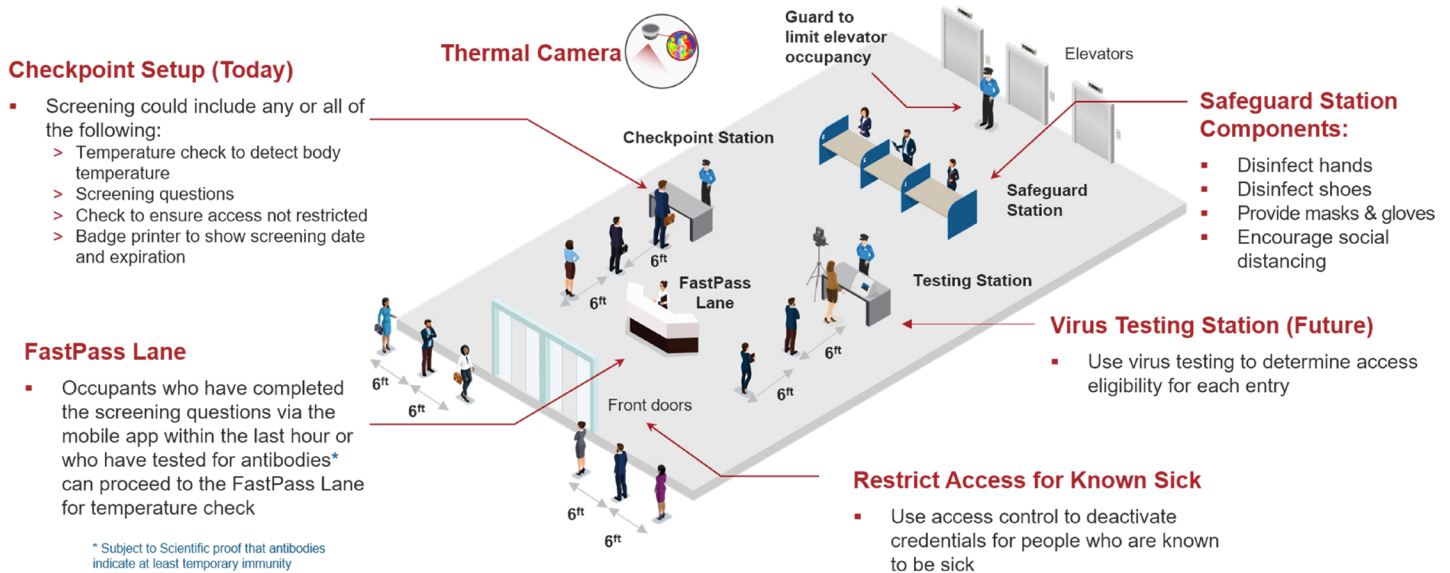 Thermal Camera
Guard to
limit elevator
occupancy
Elevators
Checkpoint Setup (Today)
▪ Screening could include any or all of
the following:
> Temperature check to detect body
temperature
> Screening questions
> Check to ensure access not restricted
> Badge printer to show screening date
and expiration
Checkpoint Station
Safeguard Station
Components:
▪ Disinfect hands
▪ Disinfect shoes
▪ Provide masks & gloves
▪ Encourage social
distancing
Safeguard
Station
6ft
6ft
FastPass
Lane
Testing Station
6ft
6ft
Virus Testing Station (Future)
▪ Use virus testing to determine access
eligibility for each entry
FastPass Lane
▪ Occupants who have completed
the screening questions via the
mobile app within the last hour or
who have tested for antibodies*
can proceed to the FastPass Lane
for temperature check
* Subject to Scientific proof that antibodies
indicate at least temporary immunity
6ft
6ft
Front doors
6ft
6ft
Restrict Access for Known Sick
▪ Use access control to deactivate
credentials for people who are known
to be sick